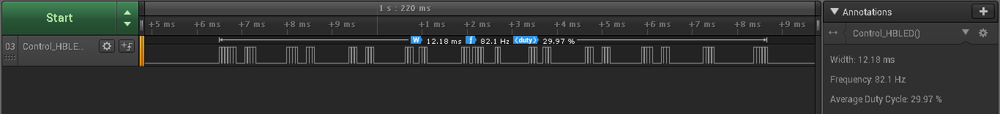 Start
1 s : 220 ms
+5 ms +6 ms +7 ms +8 ms +9 ms +1 ms +2 ms +3 ms +4 ms +5 ms +6 ms +7 ms +8 ms +9 ms
W 12.18 ms f 82.1 Hz ⟨duty⟩ 29.97 %
03 Control_HBLE... +f
Annotations
Control_HBLED()
Width: 12.18 ms
Frequency: 82.1 Hz
Average Duty Cycle: 29.97 %